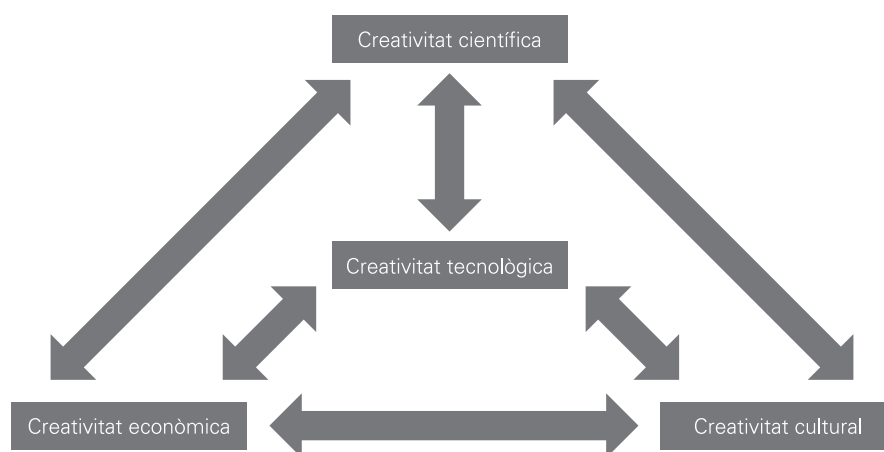 Creativitat científica
Creativitat tecnològica
Creativitat econòmica
Creativitat cultural